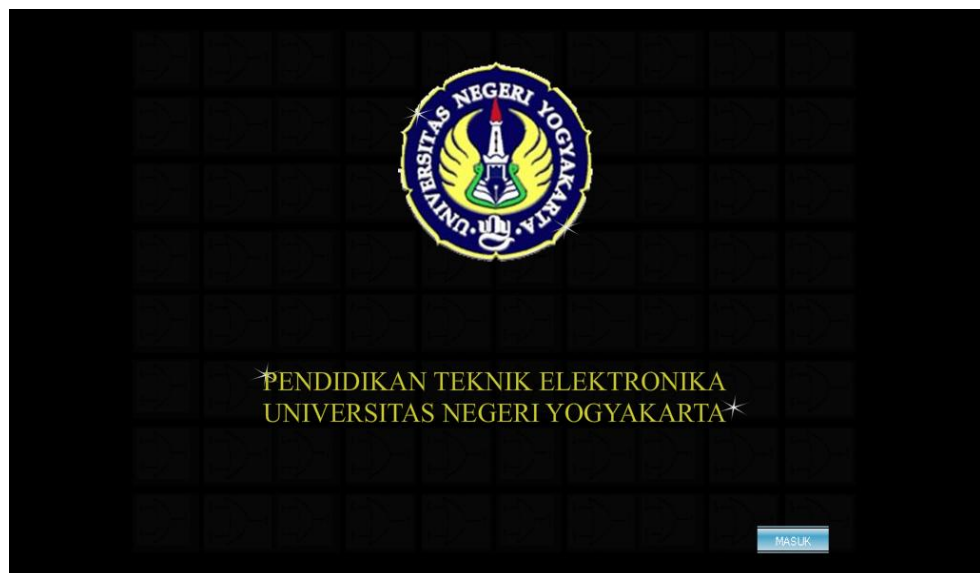 UNIVERSITAS NEGERI YOGYAKARTA
PENDIDIKAN TEKNIK ELEKTRONIKA
UNIVERSITAS NEGERI YOGYAKARTA
MASUK